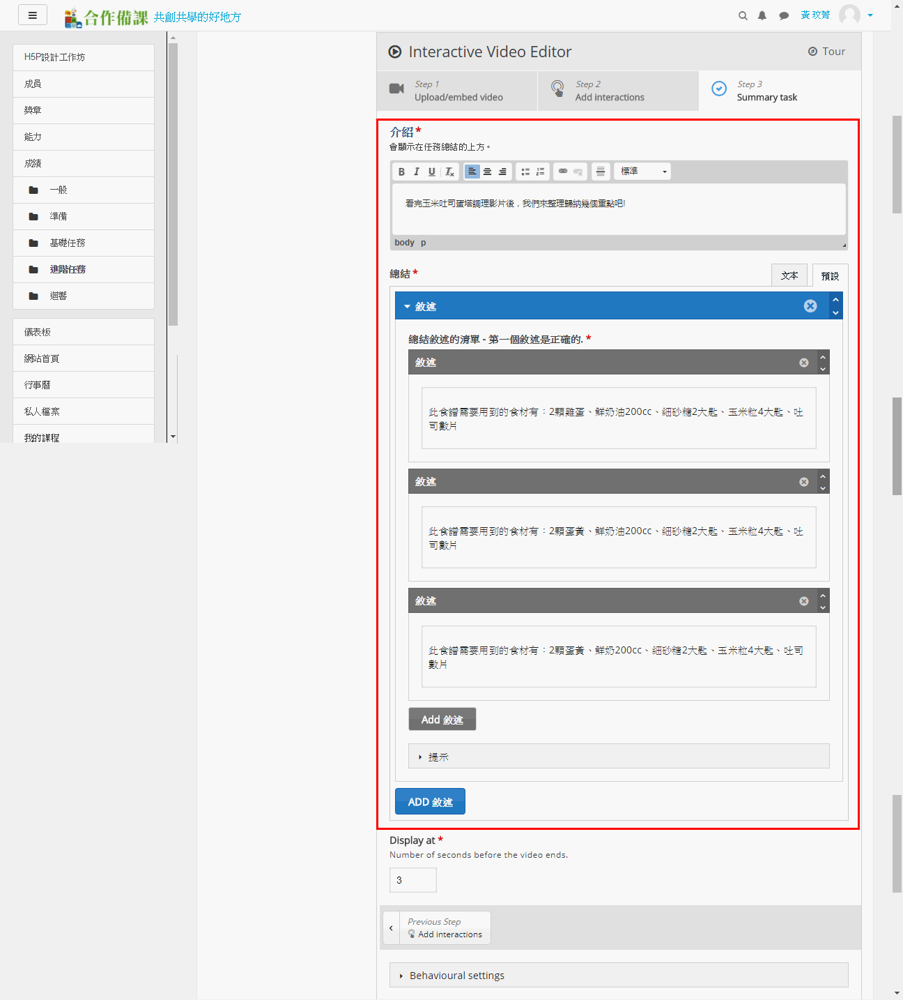 合作備課 共創共學的好地方
黃 玟菁
H5P設計工作坊
成員
獎章
能力
成績
一般
準備
基礎任務
進階任務
迴響
儀表板
網站首頁
行事曆
私人檔案
我的課程
Interactive Video Editor
Tour
Step 1
Upload/embed video
Step 2
Add interactions
Step 3
Summary task
介紹*
會顯示在任務總結的上方。
B I U Tx
標準
看完玉米吐司蛋塔調理影片後，我們來整理歸納幾個重點吧!
body p
總結 *
文本
預設
敘述
總結敘述的清單 - 第一個敘述是正確的. *
敘述
此食譜需要用到的食材有：2顆雞蛋、鮮奶油200cc、細砂糖2大匙、玉米粒4大匙、吐
司數片
敘述
此食譜需要用到的食材有：2顆蛋黃、鮮奶油200cc、細砂糖2大匙、玉米粒4大匙、吐
司數片
敘述
此食譜需要用到的食材有：2顆蛋黃、鮮奶200cc、細砂糖2大匙、玉米粒4大匙、吐司
數片
Add 敘述
提示
ADD 敘述
Display at *
Number of seconds before the video ends.
3
Previous Step
Add interactions
Behavioural settings